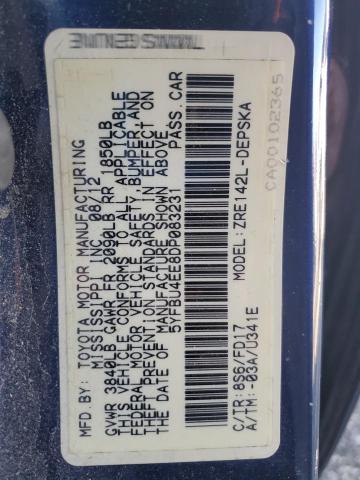 MFD. BY: TOYOTA MOTOR MANUFACTURING
MISSISSIPPI INC 08/12
GVWR 3840LB GAWR FR 2090LB RR 1850LB
THIS VEHICLE CONFORMS TO ALL APPLICABLE
FEDERAL MOTOR VEHICLE SAFETY, BUMPER, AND
THEFT PREVENTION STANDARDS IN EFFECT ON
THE DATE OF MANUFACTURE SHOWN ABOVE.
5YFBU4EE8DP083231 PASS.CAR
C/TR:8S6/FD17 MODEL:ZRE142L-DEPSKA
A/TM:-03A/U341E
CA00102365
GENUINE